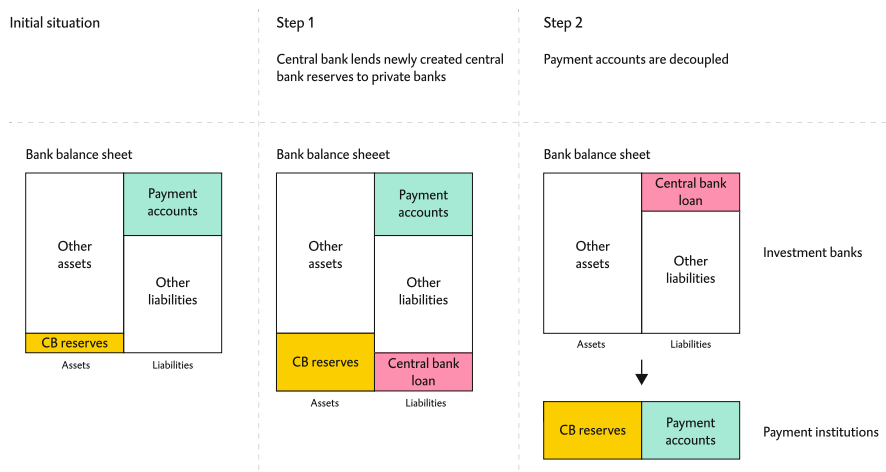 Initial situation
Step 1
Central bank lends newly created central
bank reserves to private banks
Step 2
Payment accounts are decoupled
Bank balance sheet
Payment
accounts
Other
assets
Other
liabilities
CB reserves
Assets
Liabilities
Bank balance sheeet
Payment
accounts
Other
assets
Other
liabilities
CB reserves
Central bank
loan
Assets
Liabilities
Bank balance sheet
Central bank
loan
Other
assets
Other
liabilities
Investment banks
Assets
Liabilities
CB reserves
Payment
accounts
Payment institutions